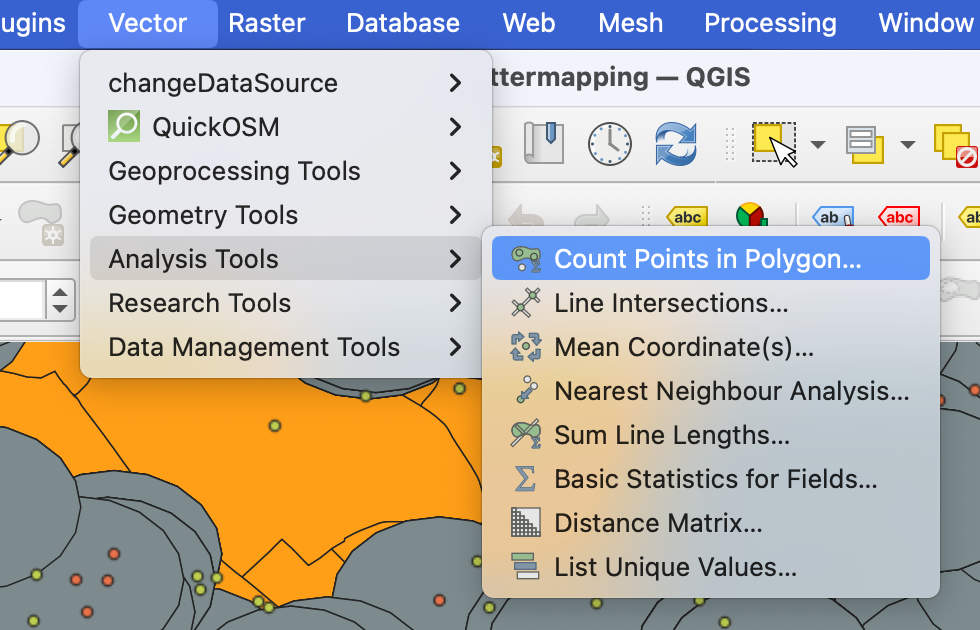 ugins Vector Raster Database Web Mesh Processing Window
ttermapping — QGIS
changeDataSource
QuickOSM
Geoprocessing Tools
Geometry Tools
Analysis Tools
Research Tools
Data Management Tools
abc ab abc ab
Count Points in Polygon...
Line Intersections...
Mean Coordinate(s)...
Nearest Neighbour Analysis...
Sum Line Lengths...
Basic Statistics for Fields...
Distance Matrix...
List Unique Values...